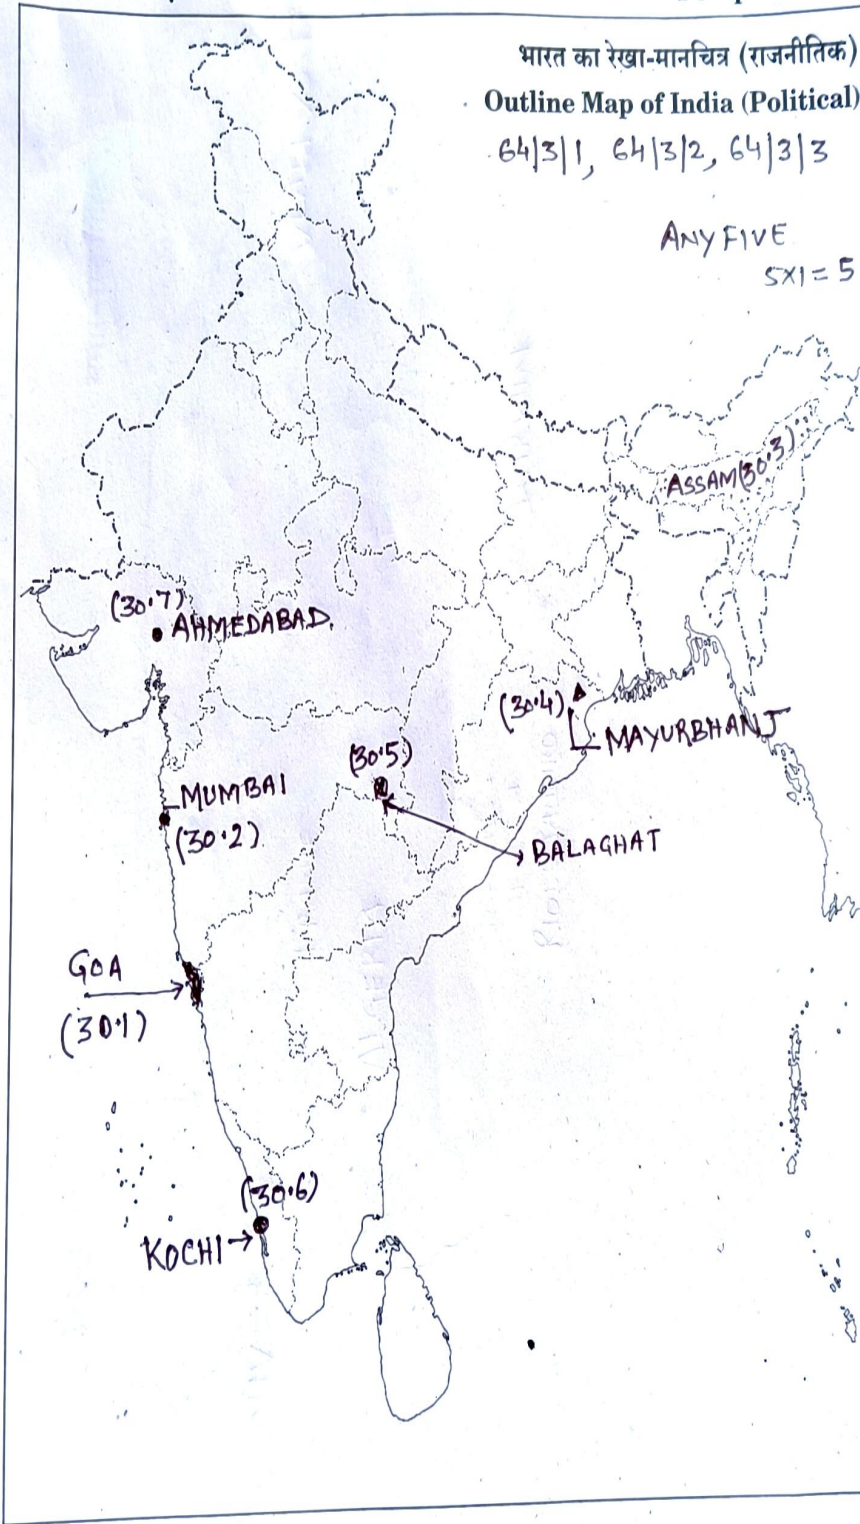 भारत का रेखा-मानचित्र (राजनीतिक)
Outline Map of India (Political)
64/3/1, 64/3/2, 64/3/3
ANY FIVE
5X1 = 5
ASSAM (30.3)
(30.7)
AHMEDABAD.
(30.4)
MAYURBHANJ
(30.5)
MUMBAI
(30.2)
BALAGHAT
GOA
(30.1)
(30.6)
KOCHI